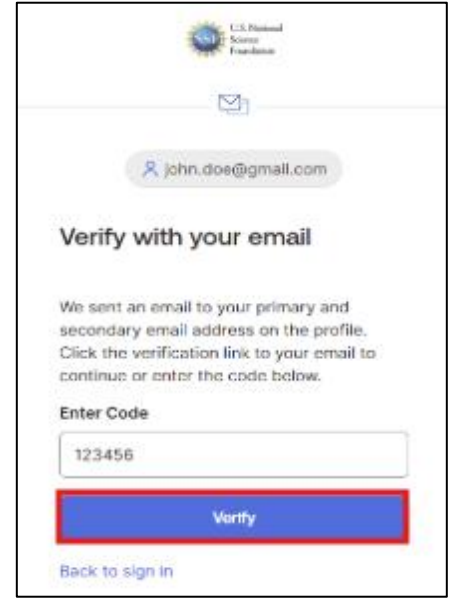 NSF
U.S. National
Science
Foundation
john.doe@gmail.com
Verify with your email
We sent an email to your primary and
secondary email address on the profile.
Click the verification link to your email to
continue or enter the code below.
Enter Code
123456
Verify
Back to sign in